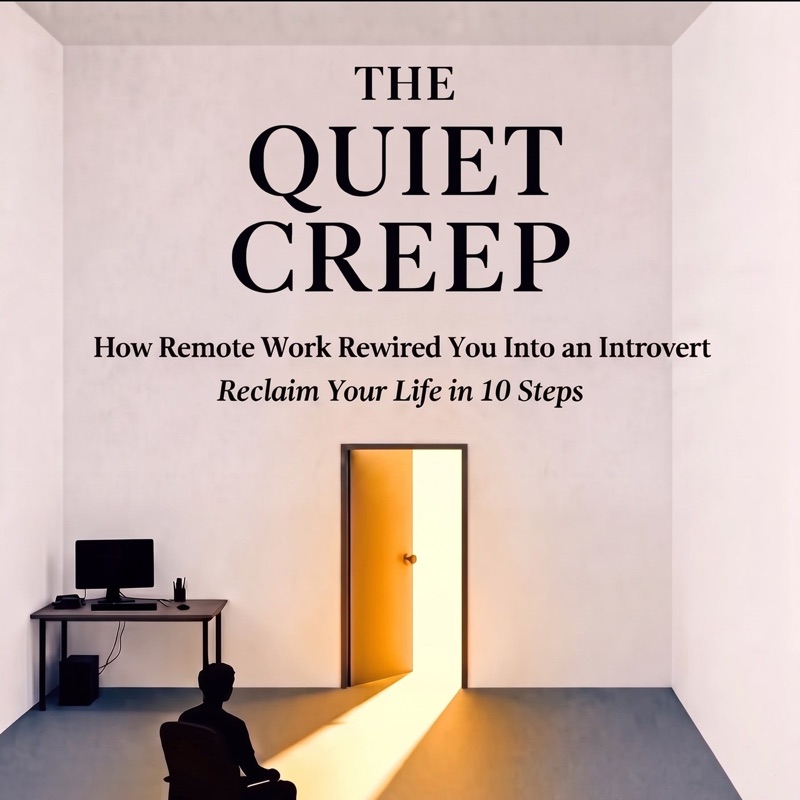 THE
QUIET
CREEP
How Remote Work Rewired You Into an Introvert
Reclaim Your Life in 10 Steps